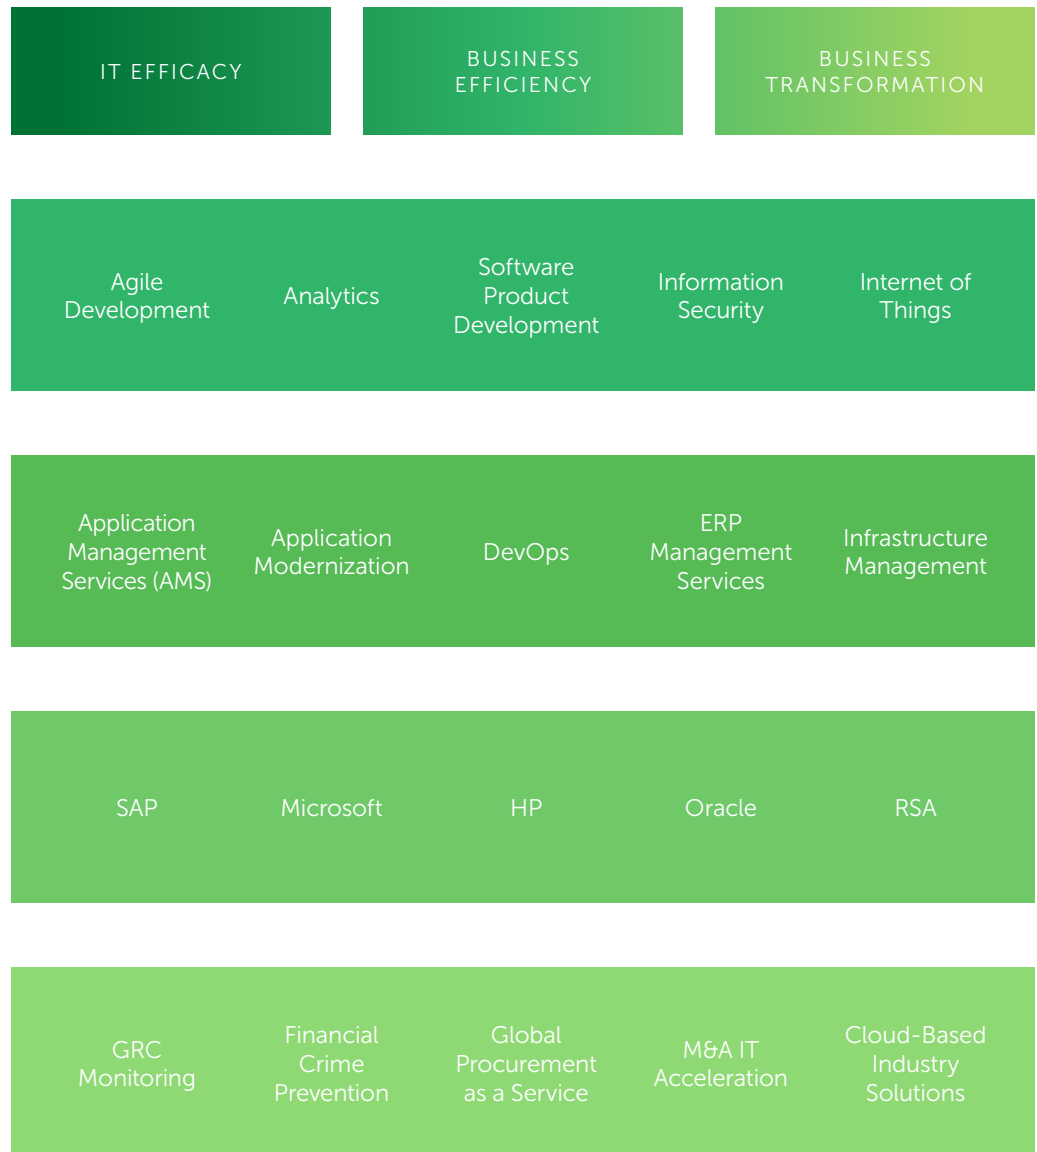 IT EFFICACY
BUSINESS
EFFICIENCY
BUSINESS
TRANSFORMATION
Agile
Development
Analytics
Software
Product
Development
Information
Security
Internet of
Things
Application
Management
Services (AMS)
Application
Modernization
DevOps
ERP
Management
Services
Infrastructure
Management
SAP
Microsoft
HP
Oracle
RSA
GRC
Monitoring
Financial
Crime
Prevention
Global
Procurement
as a Service
M&A IT
Acceleration
Cloud-Based
Industry
Solutions